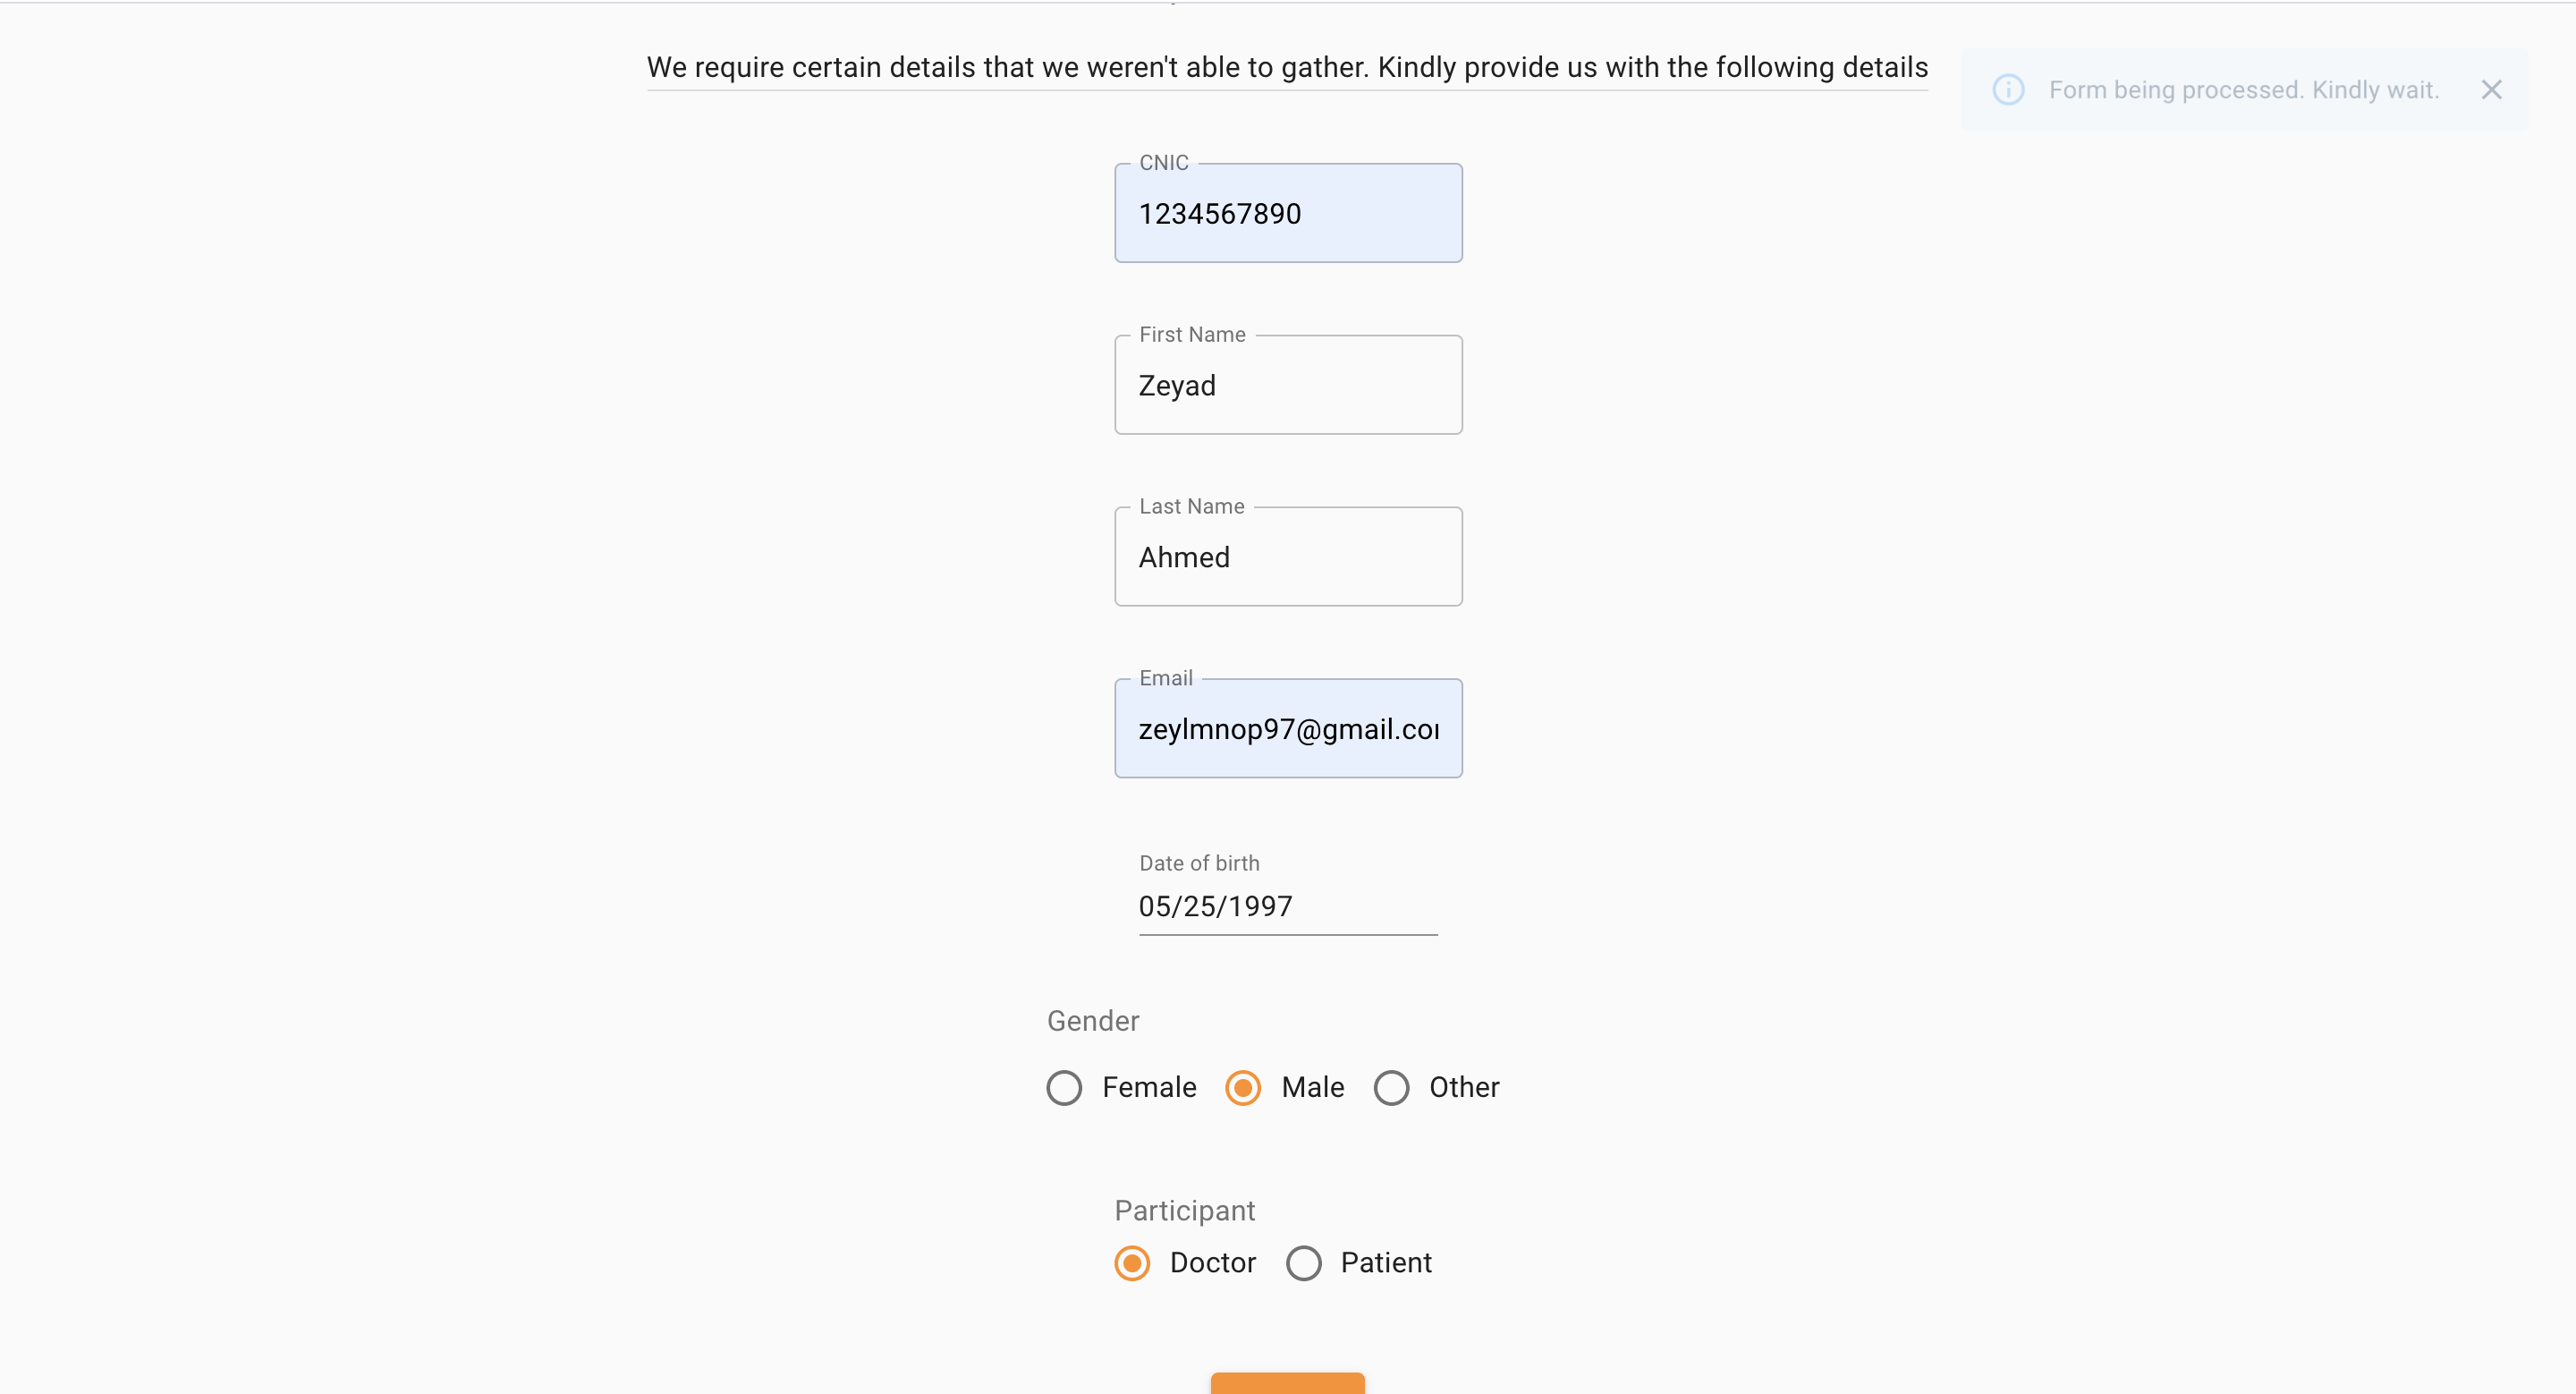 We require certain details that we weren't able to gather. Kindly provide us with the following details
Form being processed. Kindly wait.
CNIC
1234567890
First Name
Zeyad
Last Name
Ahmed
Email
zeylmnop97@gmail.co
Date of birth
05/25/1997
Gender
Female Male Other
Participant
Doctor Patient